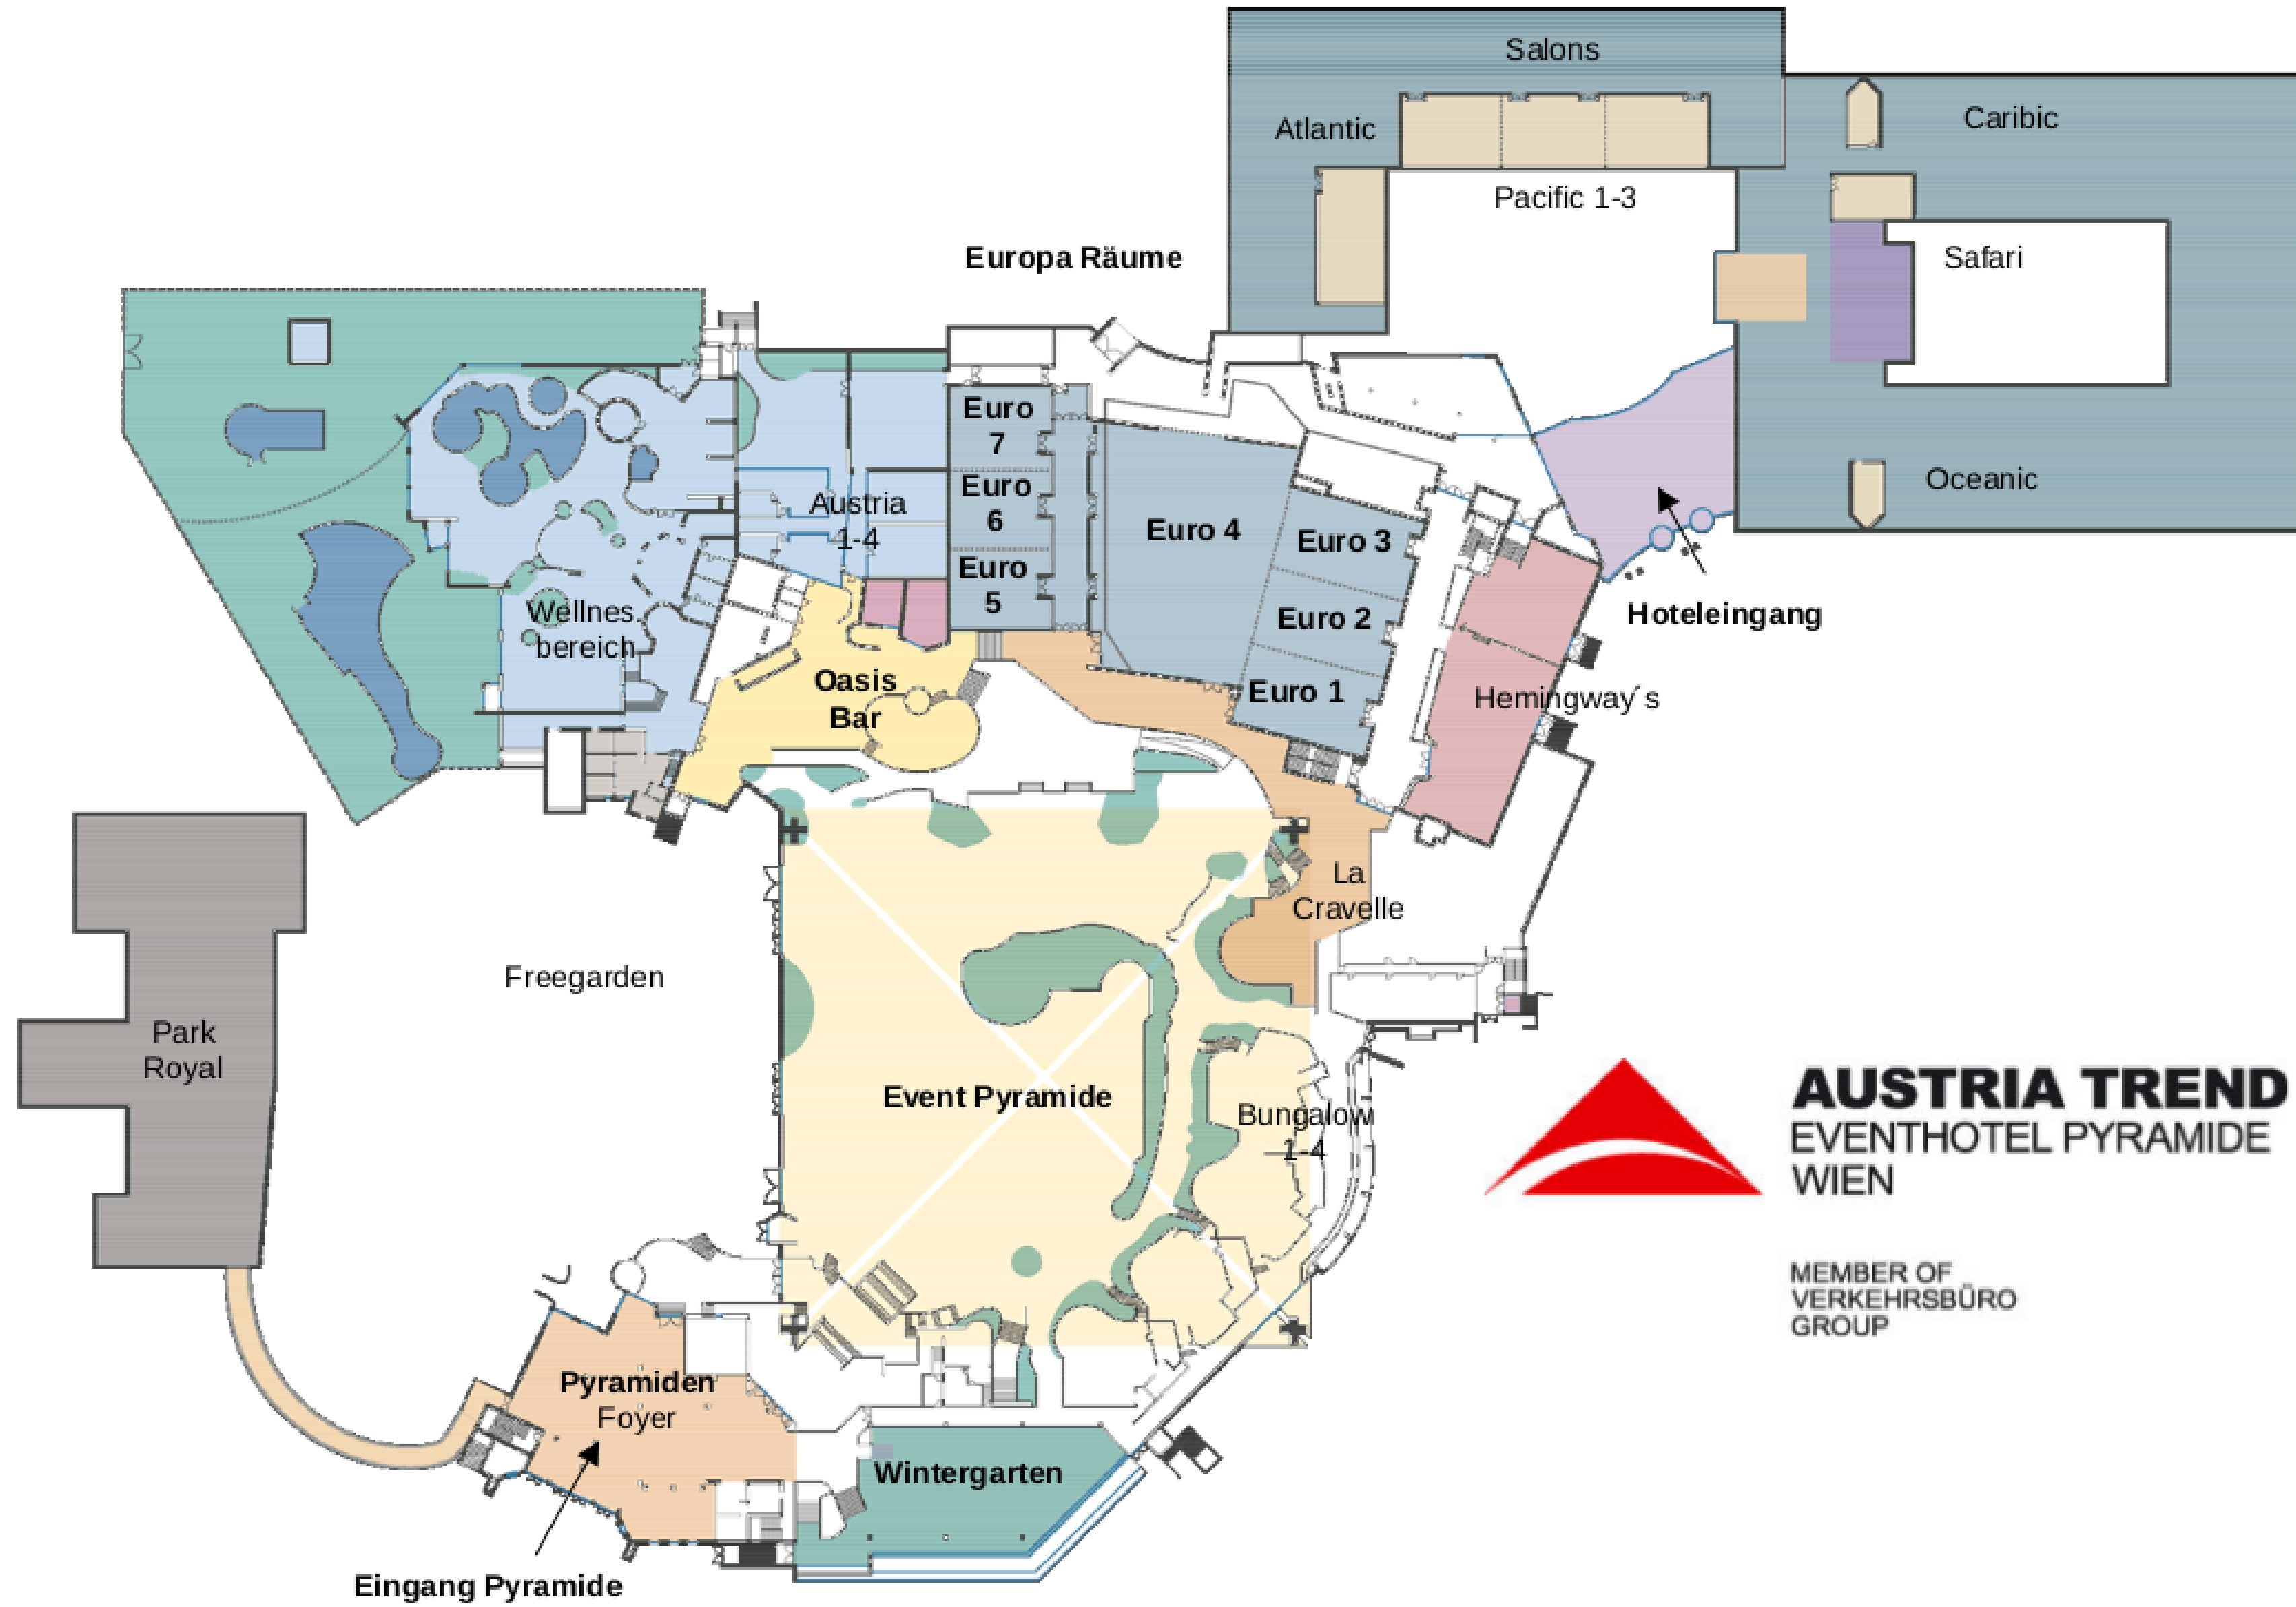 Salons
Caribic
Atlantic
Pacific 1-3
Europa Räume
Safari
Euro
7
Euro
6
Euro
5
Austria
1-4
Euro 4
Euro 3
Euro 2
Euro 1
Oceanic
Hoteleingang
Wellnes.
bereich
Oasis
Bar
Hemingway´s
La
Cravelle
Freegarden
Park
Royal
Event Pyramide
Bungalow
1-4
AUSTRIA TREND
EVENTHOTEL PYRAMIDE
WIEN
MEMBER OF
VERKEHRSBÜRO
GROUP
Pyramiden
Foyer
Wintergarten
Eingang Pyramide